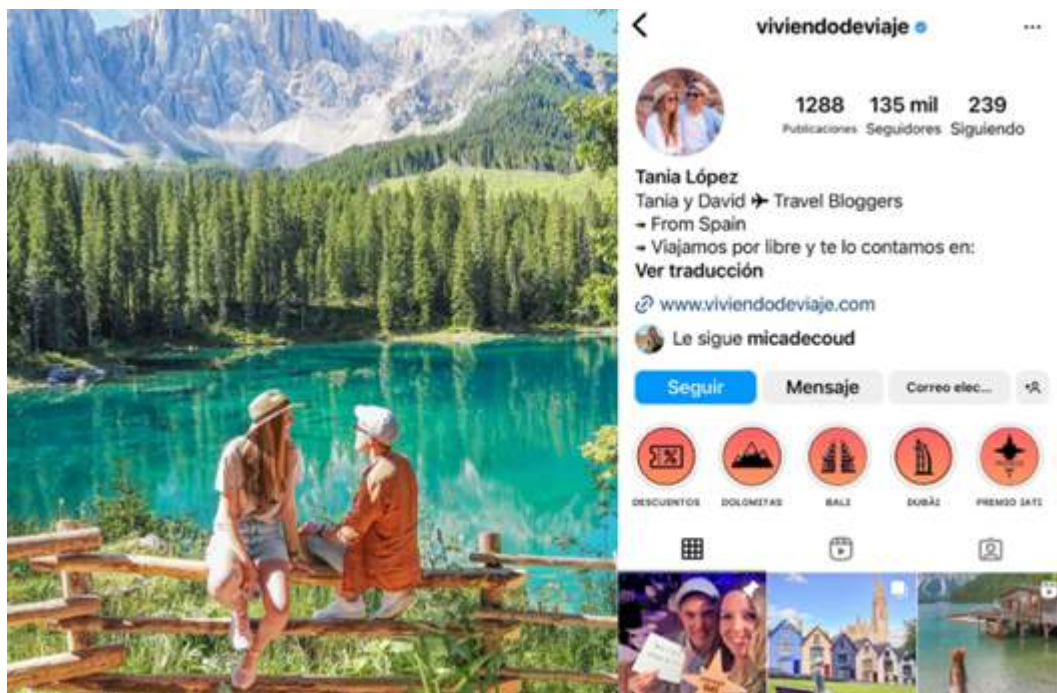 viviendodeviaje
1288 135 mil 239
Publicaciones Seguidores Siguiendo
Tania López
Tania y David ✈ Travel Bloggers
→ From Spain
→ Viajamos por libre y te lo contamos en:
Ver traducción
www.viviendodeviaje.com
Le sigue micadecoud
Seguir Mensaje Correo elec...
DESCUENTOS DOLOMITAS BALI DUBÁI PREMIO IATI